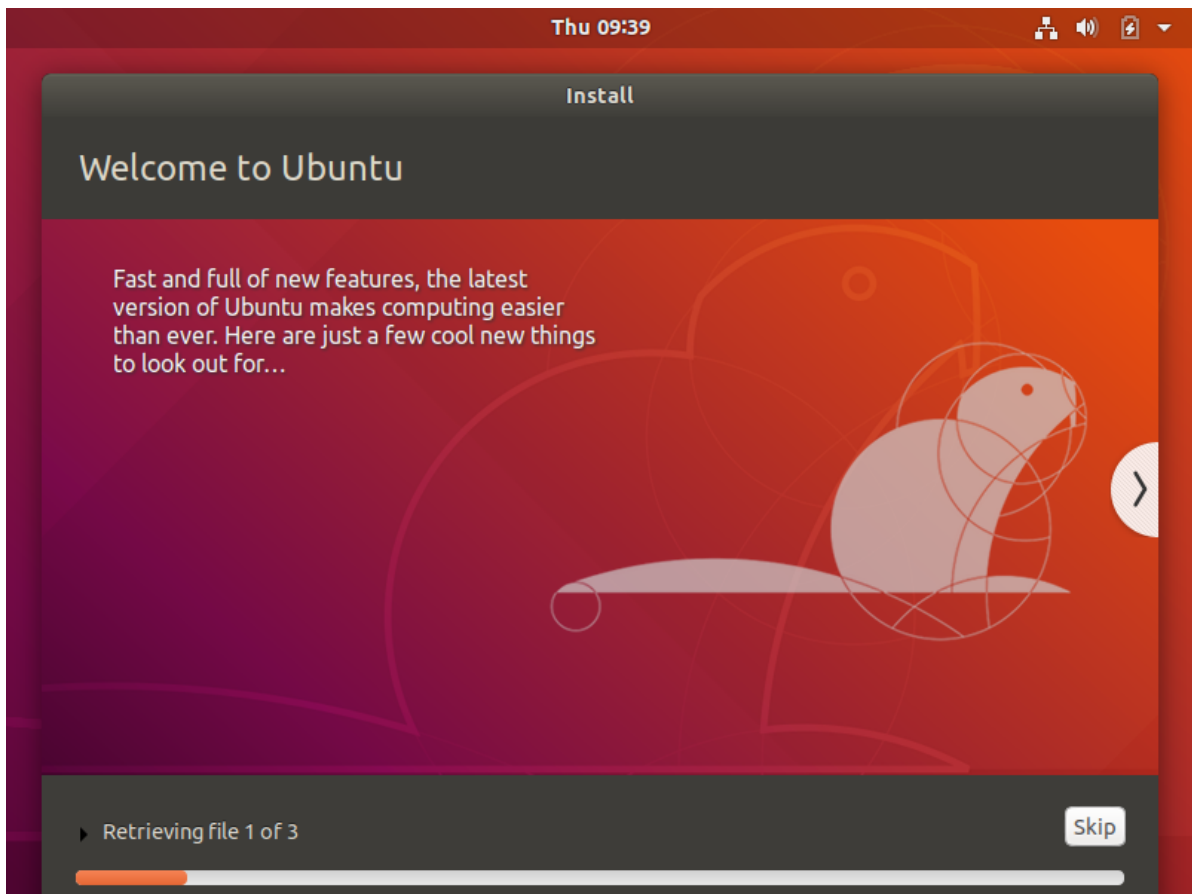 Thu 09:39
Install
Welcome to Ubuntu
Fast and full of new features, the latest
version of Ubuntu makes computing easier
than ever. Here are just a few cool new things
to look out for…
Retrieving file 1 of 3
Skip